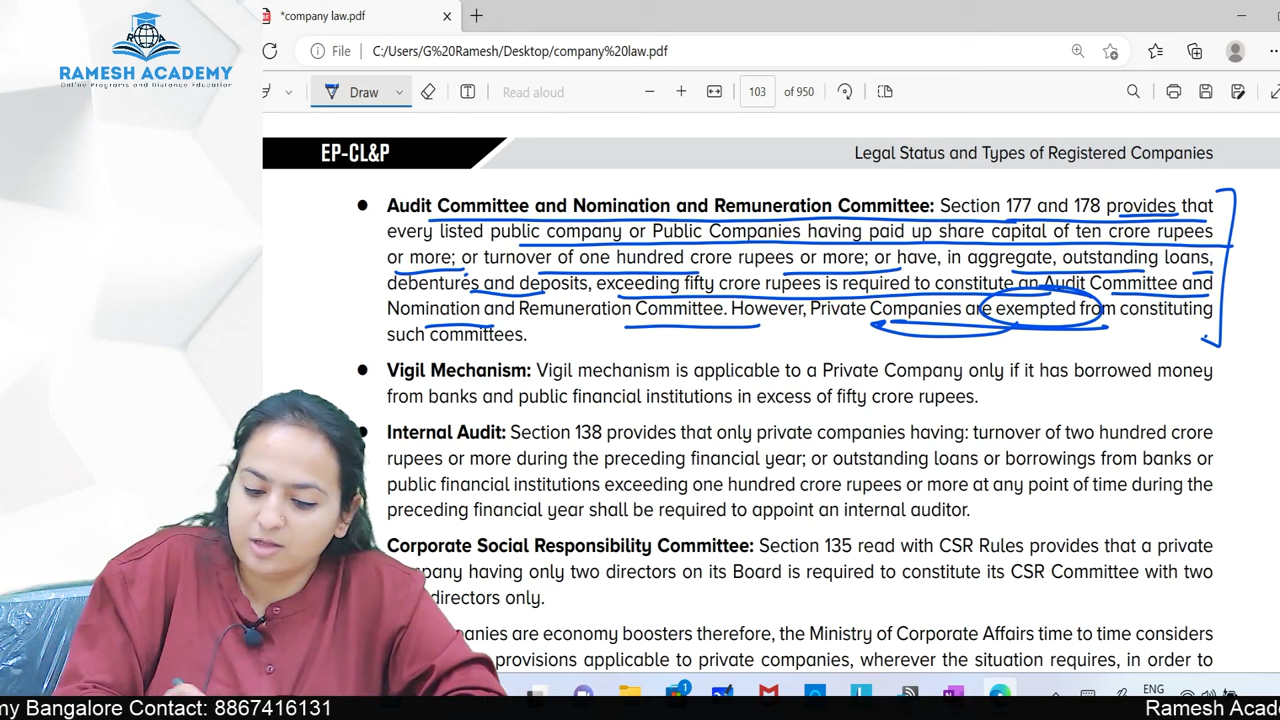 *company law.pdf
File
C:/Users/G%20Ramesh/Desktop/company%20law.pdf
RAMESH ACADEMY
Online Programs and Distance Education
Draw
Read aloud
103 of 950
EP-CL&P
Legal Status and Types of Registered Companies
● Audit Committee and Nomination and Remuneration Committee: Section 177 and 178 provides that
every listed public company or Public Companies having paid up share capital of ten crore rupees
or more; or turnover of one hundred crore rupees or more; or have, in aggregate, outstanding loans,
debentures and deposits, exceeding fifty crore rupees is required to constitute an Audit Committee and
Nomination and Remuneration Committee. However, Private Companies are exempted from constituting
such committees.
● Vigil Mechanism: Vigil mechanism is applicable to a Private Company only if it has borrowed money
from banks and public financial institutions in excess of fifty crore rupees.
● Internal Audit: Section 138 provides that only private companies having: turnover of two hundred crore
rupees or more during the preceding financial year; or outstanding loans or borrowings from banks or
public financial institutions exceeding one hundred crore rupees or more at any point of time during the
preceding financial year shall be required to appoint an internal auditor.
Corporate Social Responsibility Committee: Section 135 read with CSR Rules provides that a private
company having only two directors on its Board is required to constitute its CSR Committee with two
directors only.
panies are economy boosters therefore, the Ministry of Corporate Affairs time to time considers
provisions applicable to private companies, wherever the situation requires, in order to
1
ENG
my Bangalore Contact: 8867416131
Ramesh Acad